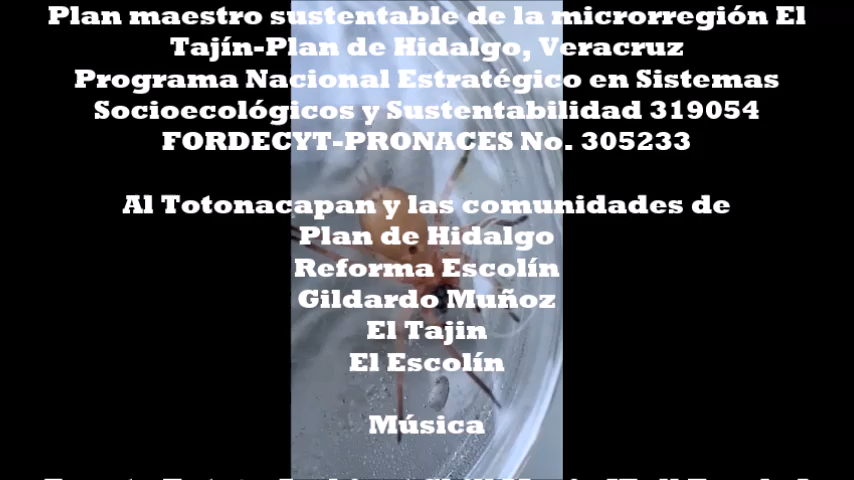 Plan maestro sustentable de la microrregión El
Tajín-Plan de Hidalgo, Veracruz
Programa Nacional Estratégico en Sistemas
Socioecológicos y Sustentabilidad 319054
FORDECYT-PRONACES No. 305233
Al Totonacapan y las comunidades de
Plan de Hidalgo
Reforma Escolín
Gildardo Muñoz
El Tajin
El Escolín
Música